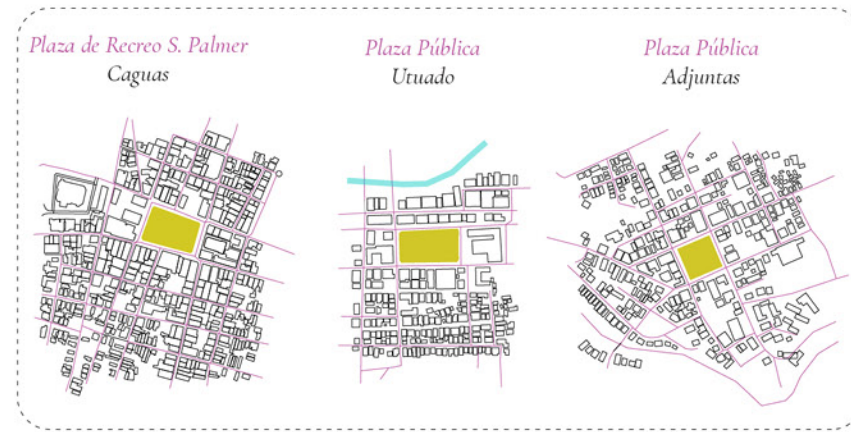 Plaza de Recreo S. Palmer
Caguas
Plaza Pública
Utuado
Plaza Pública
Adjuntas